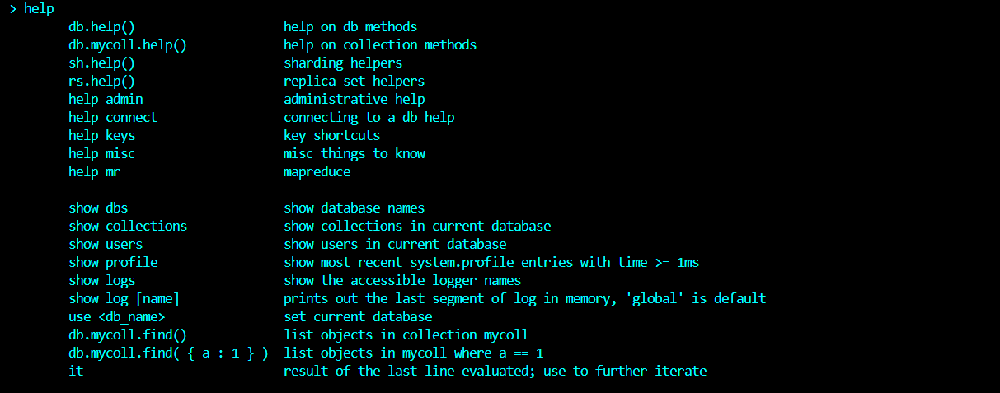 > help
db.help() help on db methods
db.mycoll.help() help on collection methods
sh.help() sharding helpers
rs.help() replica set helpers
help admin administrative help
help connect connecting to a db help
help keys key shortcuts
help misc misc things to know
help mr mapreduce
show dbs show database names
show collections show collections in current database
show users show users in current database
show profile show most recent system.profile entries with time >= 1ms
show logs show the accessible logger names
show log [name] prints out the last segment of log in memory, 'global' is default
use <db_name> set current database
db.mycoll.find() list objects in collection mycoll
db.mycoll.find( { a : 1 } ) list objects in mycoll where a == 1
it result of the last line evaluated; use to further iterate